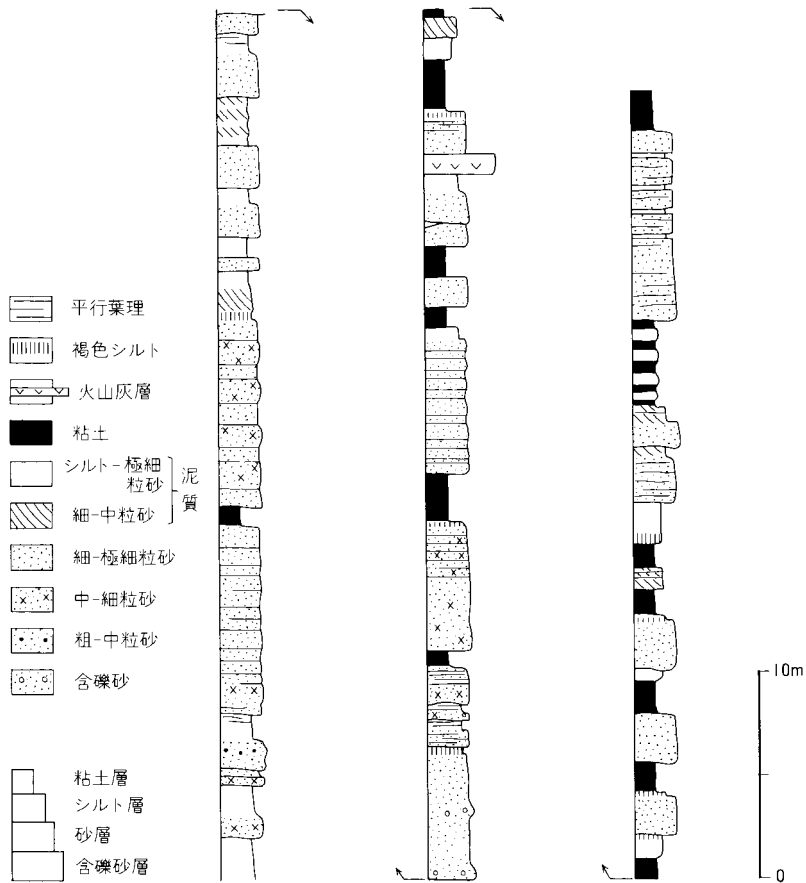 平行葉理
褐色シルト
火山灰層
粘土
シルト-極細
粒砂
細-中粒砂
泥質
細-極細粒砂
中-細粒砂
粗-中粒砂
含礫砂
粘土層
シルト層
砂層
含礫砂層
10m
0